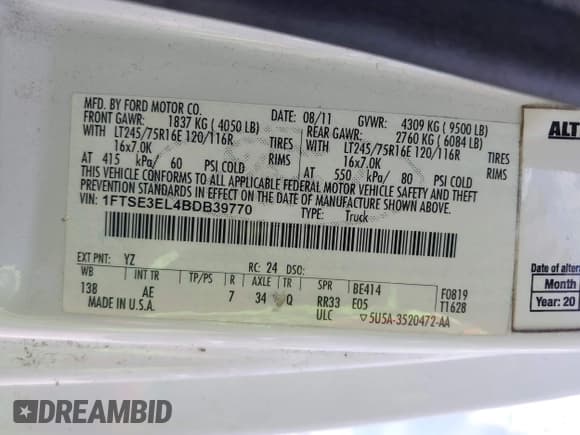 MFD. BY FORD MOTOR CO.
DATE: 08/11 GVWR: 4309 KG ( 9500 LB)
FRONT GAWR: 1837 KG ( 4050 LB) REAR GAWR: 2760 KG ( 6084 LB)
WITH LT245/75R16E 120/116R TIRES WITH LT245/75R16E 120/116R TIRES
16x7.0K RIMS 16x7.0K RIMS
AT 415 kPa/ 60 PSI COLD AT 550 kPa/ 80 PSI COLD
THIS VEHICLE CONFORMS TO ALL APPLICABLE FEDERAL MOTOR VEHICLE SAFETY AND THEFT
PREVENTION STANDARDS IN EFFECT ON THE DATE OF MANUFACTURE SHOWN ABOVE.
VIN: 1FTSE3EL4BDB39770 TYPE: Truck
EXT PNT: YZ RC: 24 DSO:
WB INT TR TP/PS R AXLE TR SPR BE414 F0819
138 AE 7 34 Q RR33 E05 T1628
MADE IN U.S.A. ULC ▽5U5A-3520472-AA
ALT
Date of alter
Month
Year: 20
DREAMBID